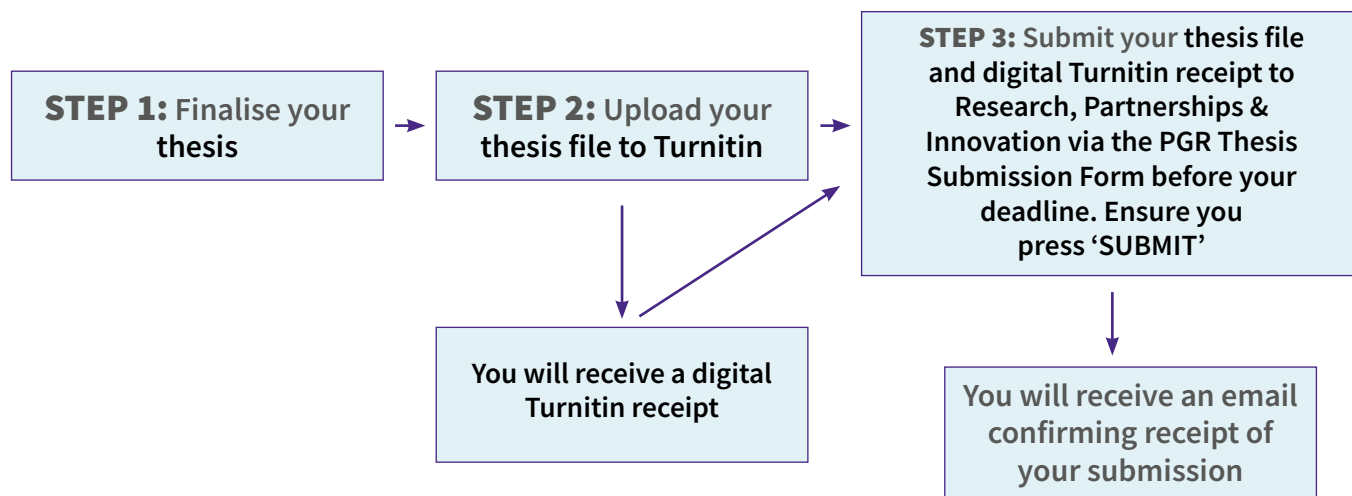 STEP 1: Finalise your
thesis
STEP 2: Upload your
thesis file to Turnitin
STEP 3: Submit your thesis file
and digital Turnitin receipt to
Research, Partnerships &
Innovation via the PGR Thesis
Submission Form before your
deadline. Ensure you
press ‘SUBMIT’
You will receive a digital
Turnitin receipt
You will receive an email
confirming receipt of
your submission